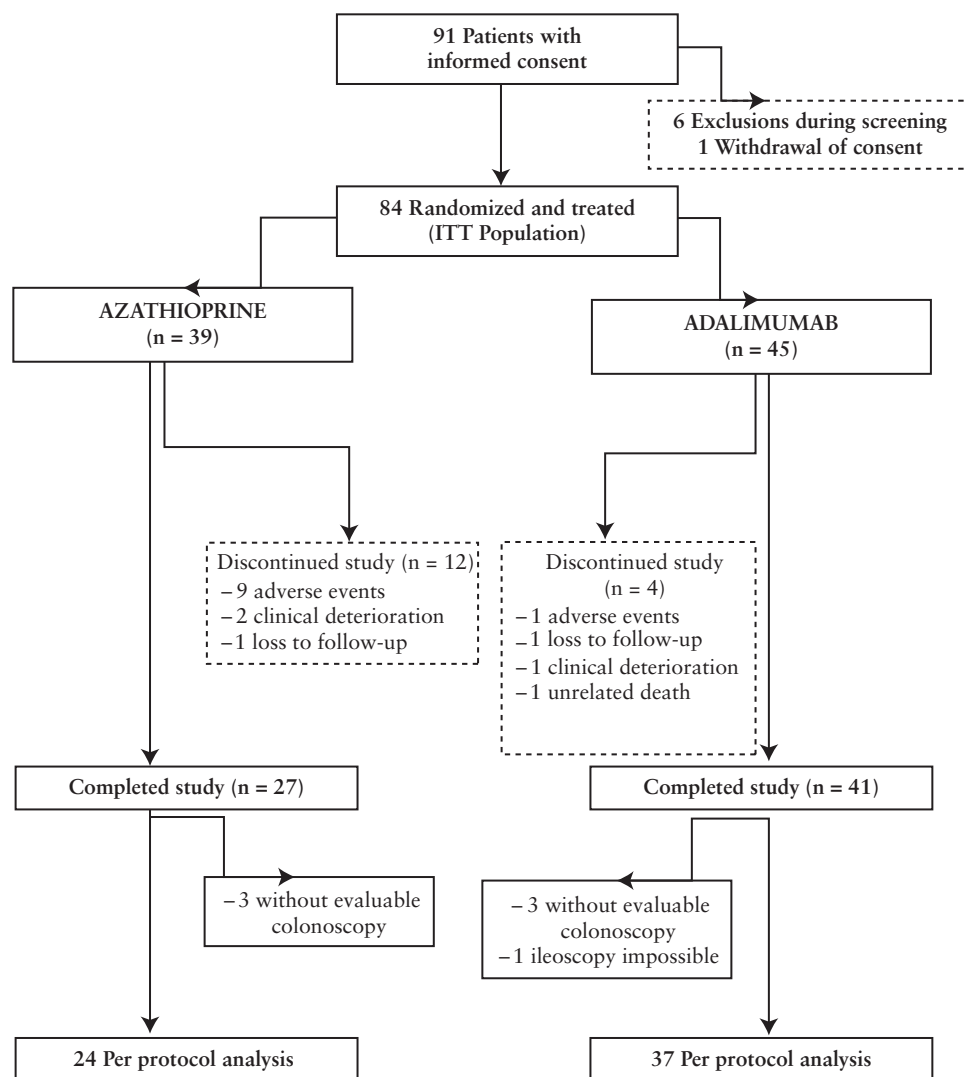 91 Patients with
informed consent
6 Exclusions during screening
1 Withdrawal of consent
84 Randomized and treated
(ITT Population)
AZATHIOPRINE
(n = 39)
ADALIMUMAB
(n = 45)
Discontinued study (n = 12)
– 9 adverse events
– 2 clinical deterioration
– 1 loss to follow-up
Discontinued study
(n = 4)
– 1 adverse events
– 1 loss to follow-up
– 1 clinical deterioration
– 1 unrelated death
Completed study (n = 27)
Completed study (n = 41)
– 3 without evaluable
colonoscopy
– 3 without evaluable
colonoscopy
– 1 ileoscopy impossible
24 Per protocol analysis
37 Per protocol analysis